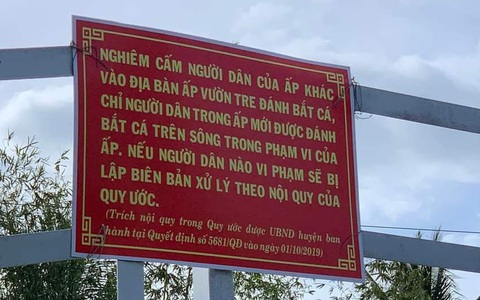 NGHIÊM CẤM NGƯỜI DÂN CỦA ẤP KHÁC
VÀO ĐỊA BÀN ẤP VƯỜN TRE ĐÁNH BẮT CÁ,
CHỈ NGƯỜI DÂN TRONG ẤP MỚI ĐƯỢC ĐÁNH
BẮT CÁ TRÊN SÔNG TRONG PHẠM VI CỦA
ẤP. NẾU NGƯỜI DÂN NÀO VI PHẠM SẼ BỊ
LẬP BIÊN BẢN XỬ LÝ THEO NỘI QUY CỦA
QUY ƯỚC.
(Trích nội quy trong Quy ước được UBND huyện ban
hành tại Quyết định số 5681/QĐ vào ngày 01/10/2019)